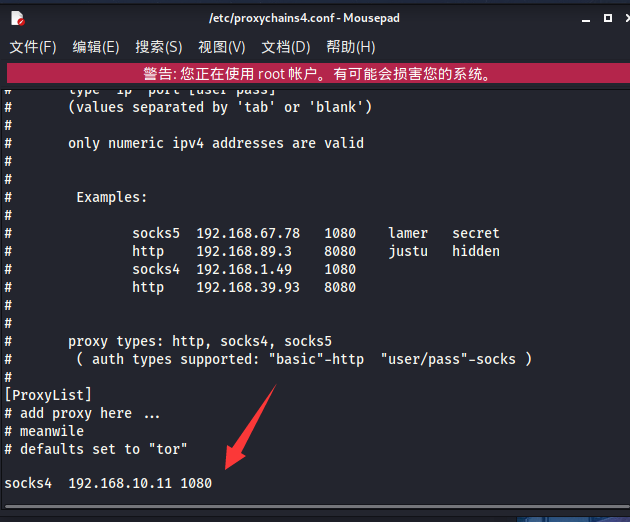 /etc/proxychains4.conf - Mousepad
文件(F) 编辑(E) 搜索(S) 视图(V) 文档(D) 帮助(H)
警告: 您正在使用 root 帐户。有可能会损害您的系统。
# type ip port [user pass]
# (values separated by 'tab' or 'blank')
#
# only numeric ipv4 addresses are valid
#
#
# Examples:
#
# socks5 192.168.67.78 1080 lamer secret
# http 192.168.89.3 8080 justu hidden
# socks4 192.168.1.49 1080
# http 192.168.39.93 8080
#
#
# proxy types: http, socks4, socks5
# ( auth types supported: "basic"-http "user/pass"-socks )
#
[ProxyList]
# add proxy here ...
# meanwile
# defaults set to "tor"
socks4 192.168.10.11 1080